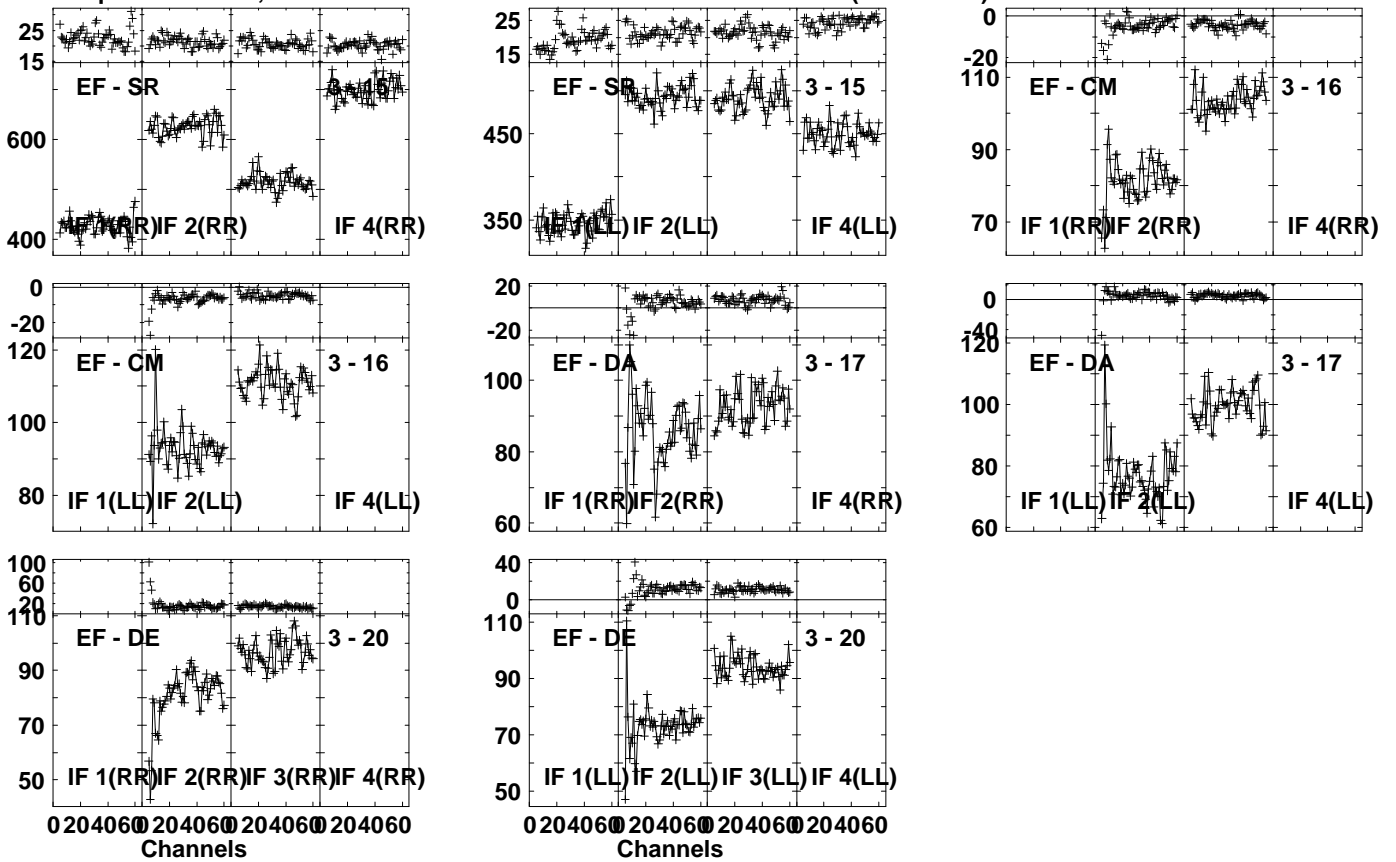 25
15
EF - SR
3 - 15
600
400
IF 1(RR)
IF 2(RR)
IF 4(RR)
25
15
EF - SR
3 - 15
450
350
IF 1(LL)
IF 2(LL)
IF 4(LL)
0
-20
110
EF - CM
3 - 16
90
70
IF 1(RR)
IF 2(RR)
IF 4(RR)
0
-20
120
EF - CM
3 - 16
100
80
IF 1(LL)
IF 2(LL)
IF 4(LL)
20
-20
EF - DA
3 - 17
100
80
60
IF 1(RR)
IF 2(RR)
IF 4(RR)
0
-40
120
EF - DA
3 - 17
100
80
60
IF 1(LL)
IF 2(LL)
IF 4(LL)
100
60
20
110
EF - DE
3 - 20
90
70
50
IF 1(RR)
IF 2(RR)
IF 3(RR)
IF 4(RR)
0 20 40 60 0 20 40 60 0 20 40 60 0 20 40 60
Channels
40
0
110
EF - DE
3 - 20
90
70
50
IF 1(LL)
IF 2(LL)
IF 3(LL)
IF 4(LL)
0 20 40 60 0 20 40 60 0 20 40 60 0 20 40 60
Channels